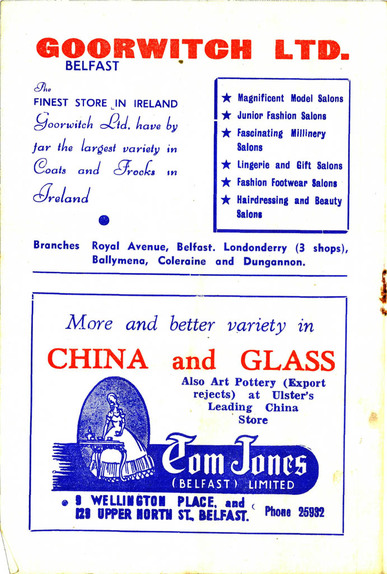 GOORWITCH LTD.
BELFAST
The
FINEST STORE IN IRELAND
Goorwitch Ltd, have by
far the largest variety in
Coats and Frocks in
Ireland
★ Magnificent Model Salons
★ Junior Fashion Salons
★ Fascinating Millinery
Salons
★ Lingerie and Gift Salons
★ Fashion Footwear Salons
★ Hairdressing and Beauty
Salons
Branches Royal Avenue, Belfast. Londonderry (3 shops),
Ballymena, Coleraine and Dungannon.
More and better variety in
CHINA and GLASS
Also Art Pottery (Export
rejects) at Ulster's
Leading China
Store
Tom Jones
(BELFAST) LIMITED
9 WELLINGTON PLACE, and
129 UPPER NORTH ST., BELFAST. Phone 25932